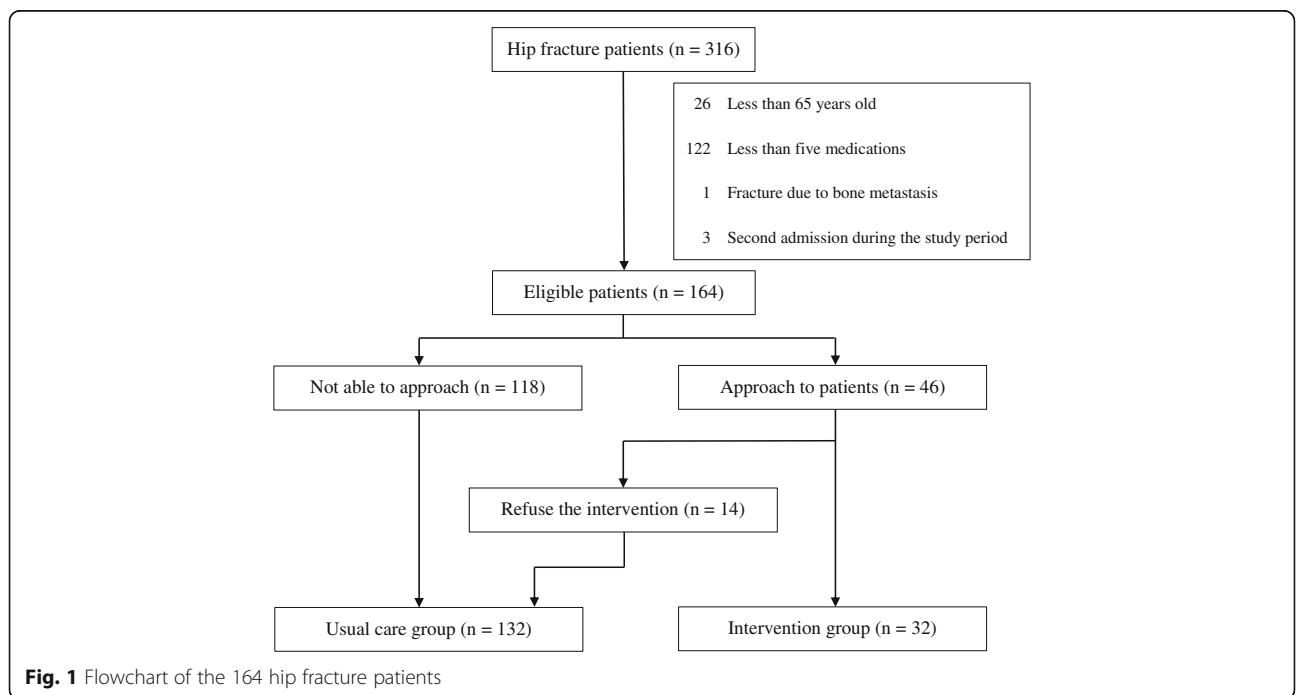 Hip fracture patients (n = 316)
26 Less than 65 years old
122 Less than five medications
1 Fracture due to bone metastasis
3 Second admission during the study period
Eligible patients (n = 164)
Not able to approach (n = 118)
Approach to patients (n = 46)
Refuse the intervention (n = 14)
Usual care group (n = 132)
Intervention group (n = 32)
Fig. 1 Flowchart of the 164 hip fracture patients